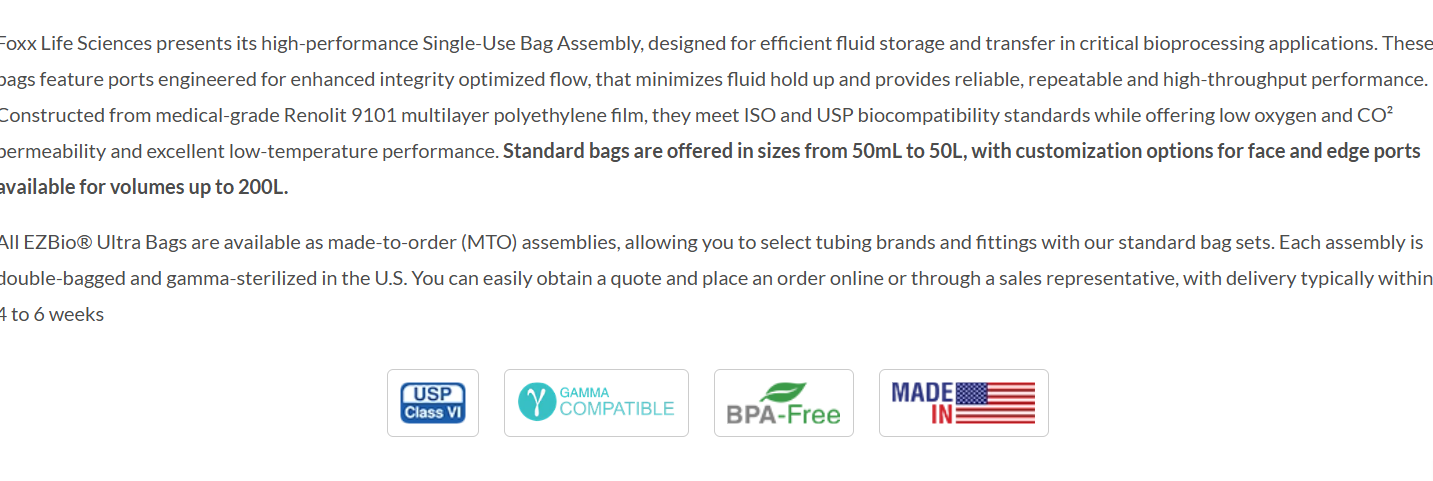 Foxx Life Sciences presents its high-performance Single-Use Bag Assembly, designed for efficient fluid storage and transfer in critical bioprocessing applications. These
bags feature ports engineered for enhanced integrity optimized flow, that minimizes fluid hold up and provides reliable, repeatable and high-throughput performance.
Constructed from medical-grade Renolit 9101 multilayer polyethylene film, they meet ISO and USP biocompatibility standards while offering low oxygen and CO²
permeability and excellent low-temperature performance. Standard bags are offered in sizes from 50mL to 50L, with customization options for face and edge ports
available for volumes up to 200L.
All EZBio® Ultra Bags are available as made-to-order (MTO) assemblies, allowing you to select tubing brands and fittings with our standard bag sets. Each assembly is
double-bagged and gamma-sterilized in the U.S. You can easily obtain a quote and place an order online or through a sales representative, with delivery typically within
4 to 6 weeks
USP
Class VI
γ GAMMA
COMPATIBLE
BPA-Free
MADE
IN